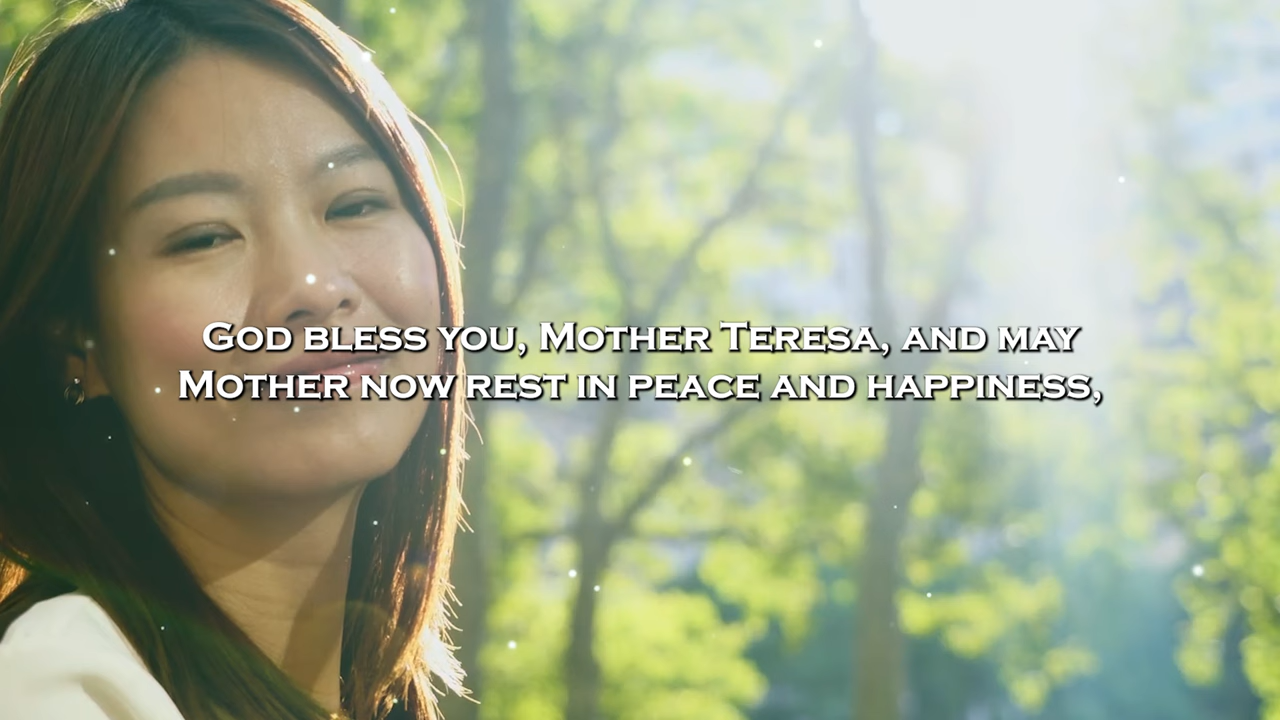 God bless you, Mother Teresa, and may
Mother now rest in peace and happiness,